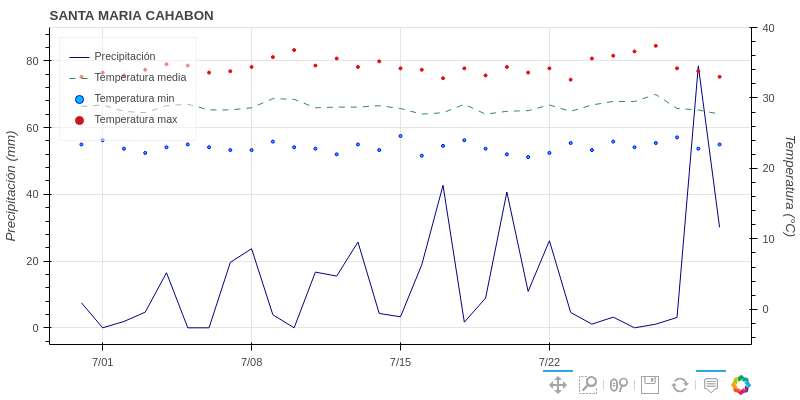 SANTA MARIA CAHABON
Precipitación
Temperatura media
Temperatura min
Temperatura max
Precipitación (mm)
80
60
40
20
0
40
30
20
10
0
Temperatura (°C)
7/01
7/08
7/15
7/22